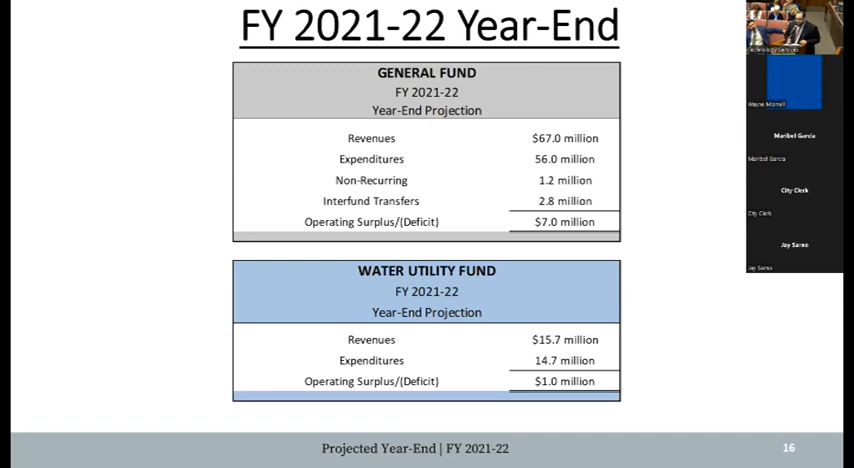 FY 2021-22 Year-End
GENERAL FUND
FY 2021-22
Year-End Projection
Revenues $67.0 million
Expenditures 56.0 million
Non-Recurring 1.2 million
Interfund Transfers 2.8 million
Operating Surplus/(Deficit) $7.0 million
WATER UTILITY FUND
FY 2021-22
Year-End Projection
Revenues $15.7 million
Expenditures 14.7 million
Operating Surplus/(Deficit) $1.0 million
Projected Year-End | FY 2021-22 16
Technology Services
Wayne Morrell
Maribel Garcia
Maribel Garcia
City Clerk
City Clerk
Jay Sarno
Jay Sarno